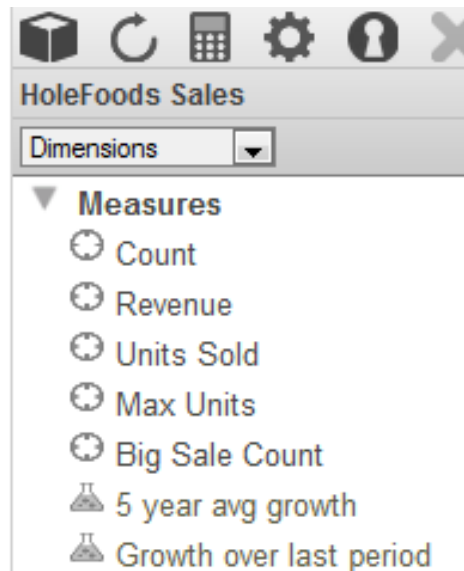 HoleFoods Sales
Dimensions
Measures
Count
Revenue
Units Sold
Max Units
Big Sale Count
5 year avg growth
Growth over last period